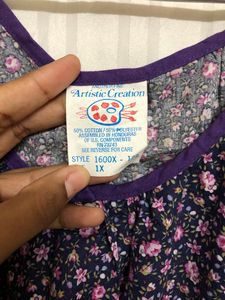 Artistic Creation
50% COTTON / 50% POLYESTER
ASSEMBLED IN HONDURAS
OF U.S. COMPONENTS
RN 73743
SEE REVERSE FOR CARE
STYLE 1600X -
1X